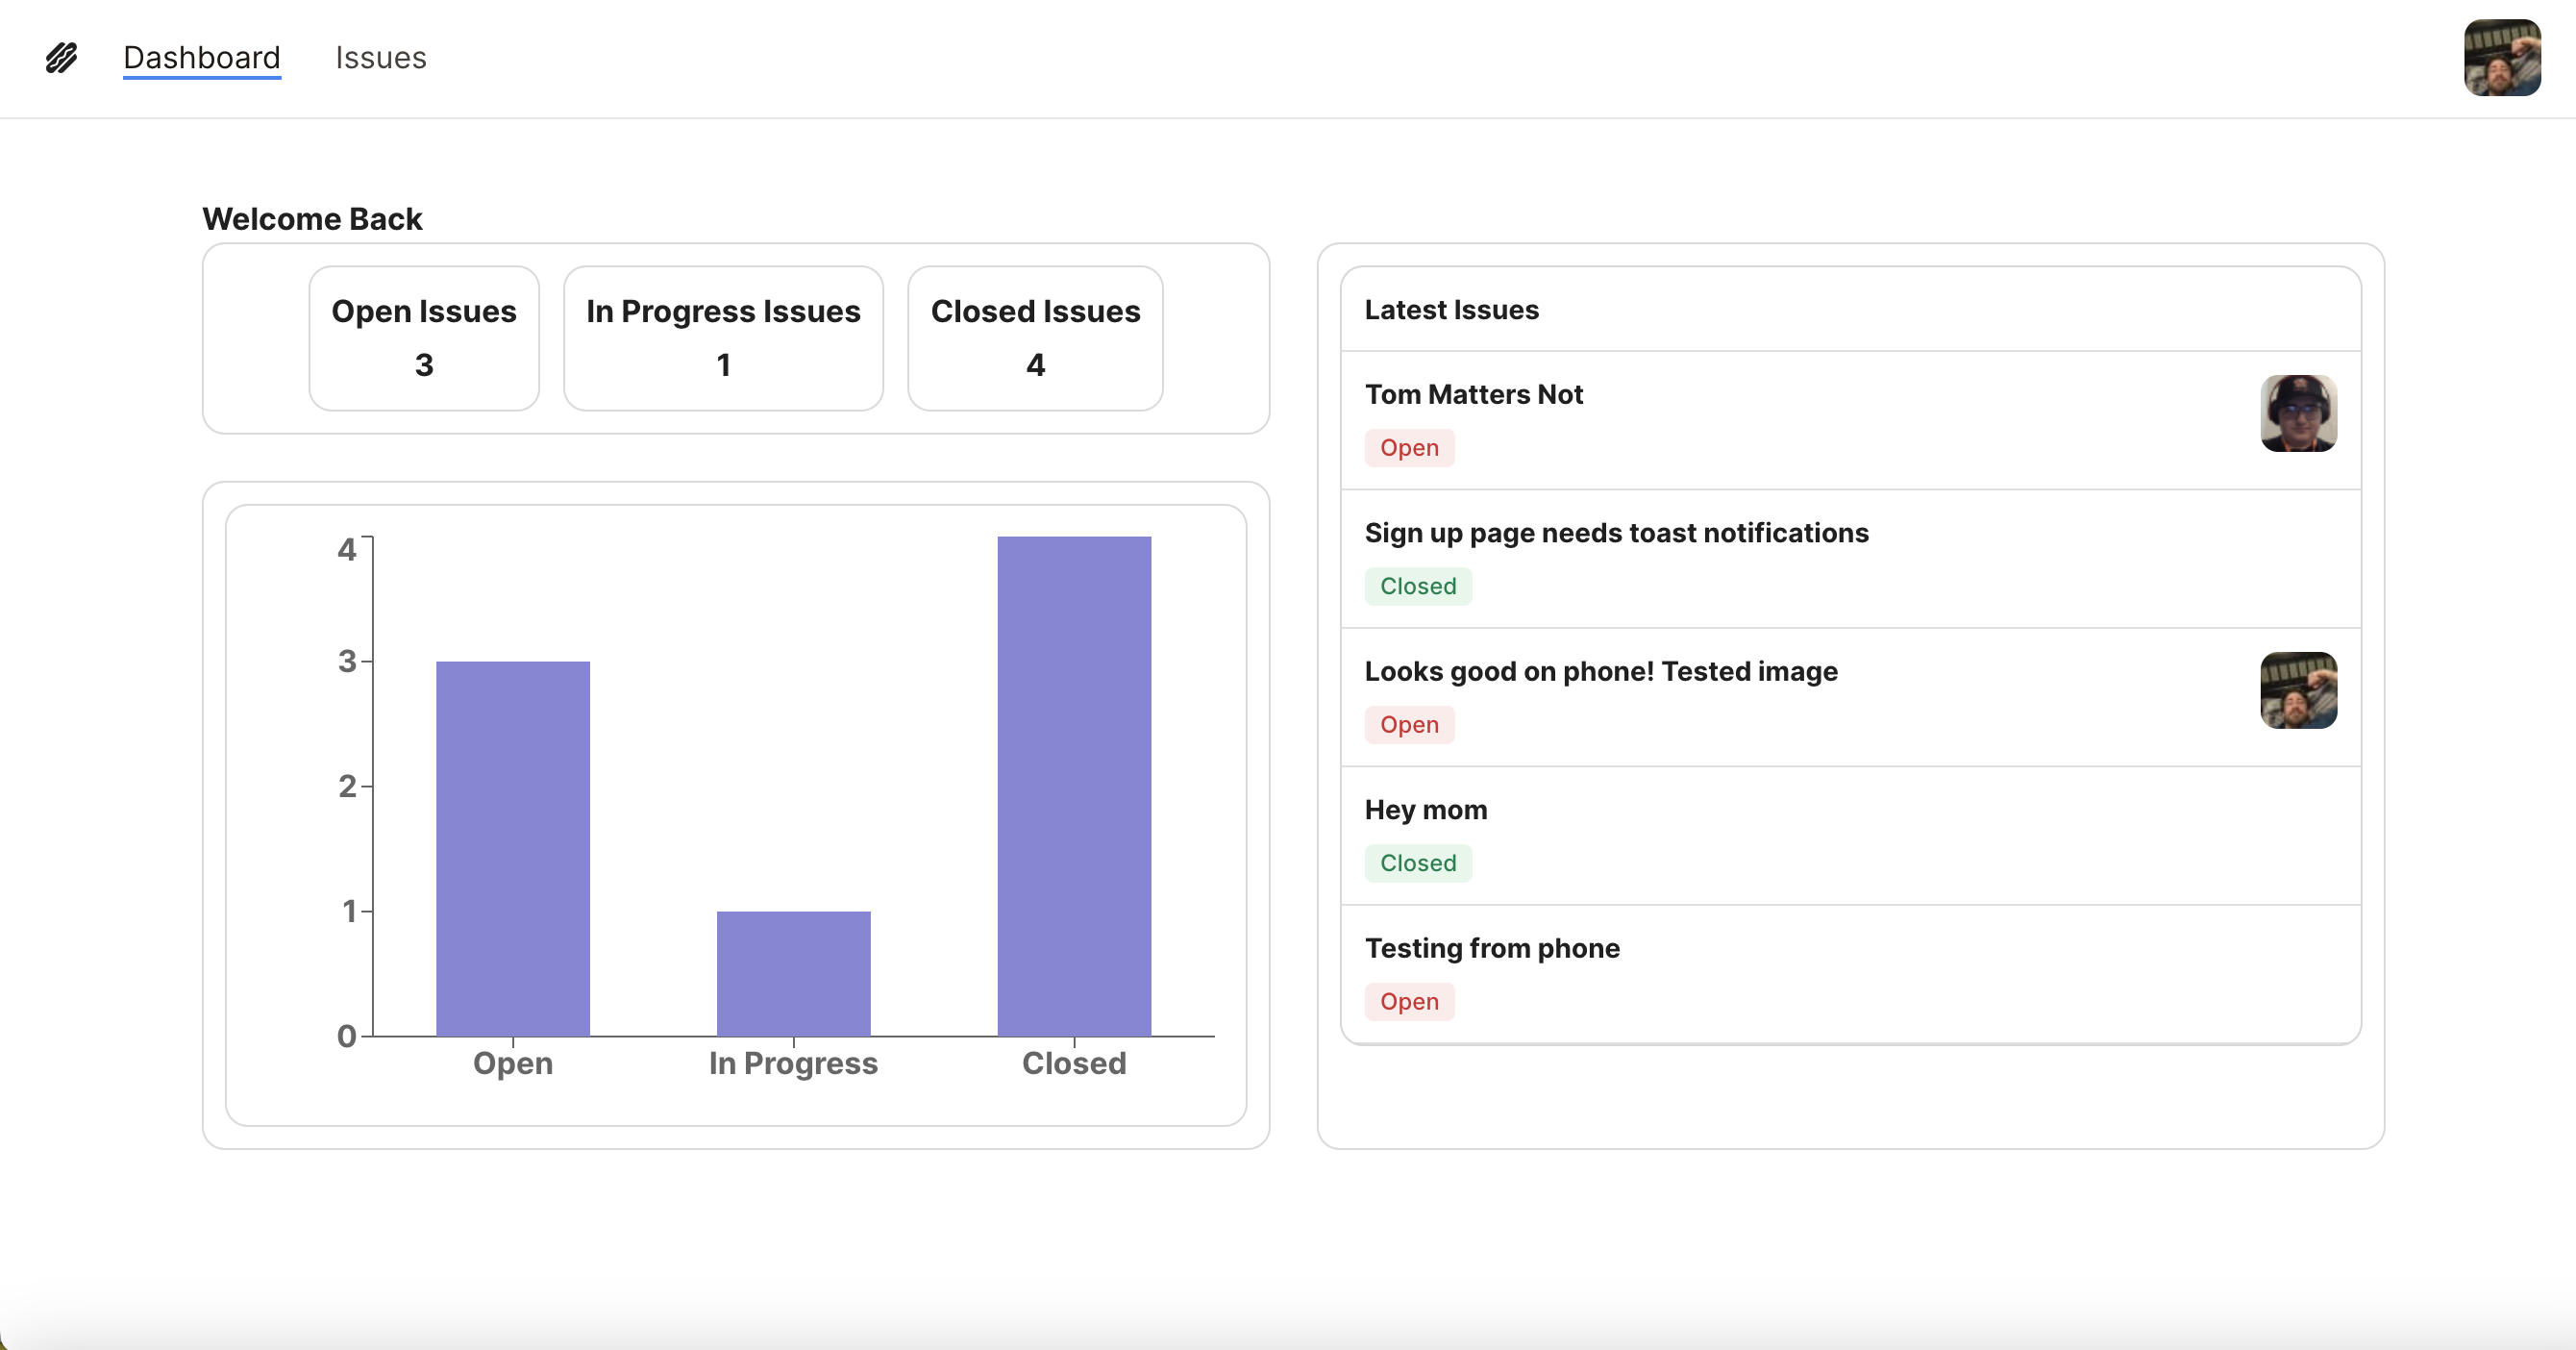 Dashboard
Issues
Welcome Back
Open Issues
3
In Progress Issues
1
Closed Issues
4
4
3
2
1
0
Open
In Progress
Closed
Latest Issues
Tom Matters Not
Open
Sign up page needs toast notifications
Closed
Looks good on phone! Tested image
Open
Hey mom
Closed
Testing from phone
Open